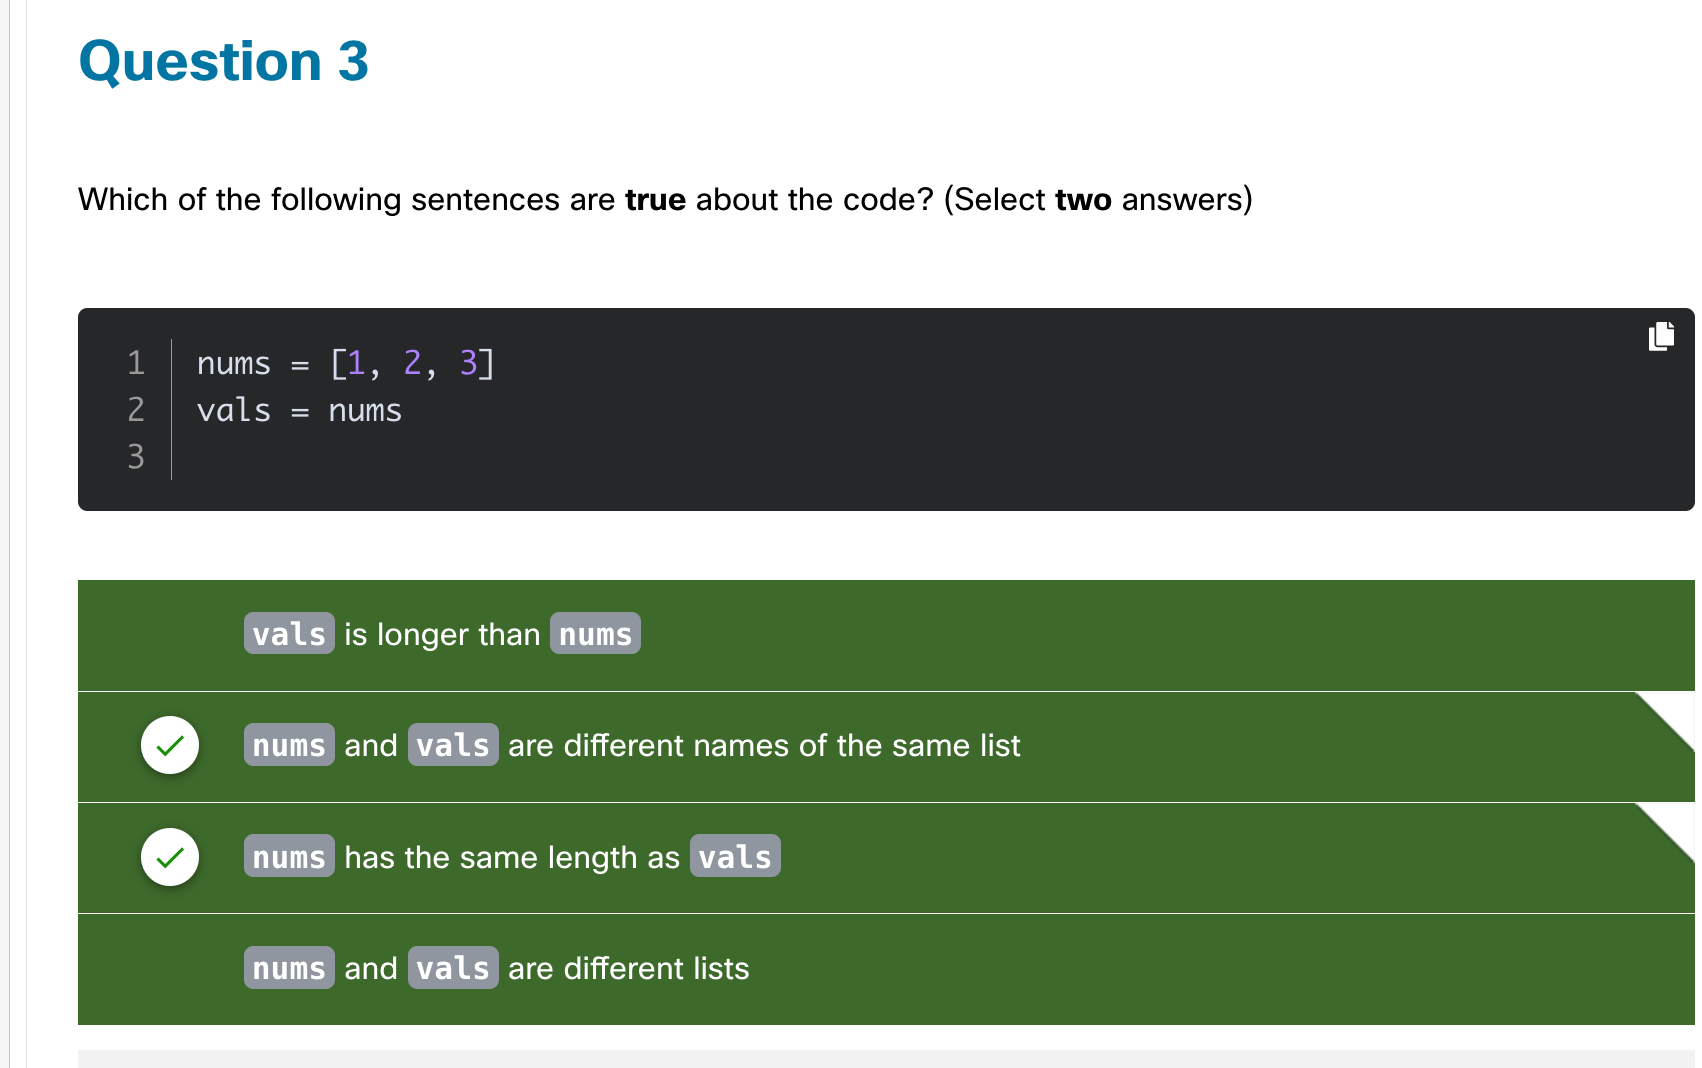 Question 3
Which of the following sentences are true about the code? (Select two answers)
1 nums = [1, 2, 3]
2 vals = nums
3
vals is longer than nums
nums and vals are different names of the same list
nums has the same length as vals
nums and vals are different lists